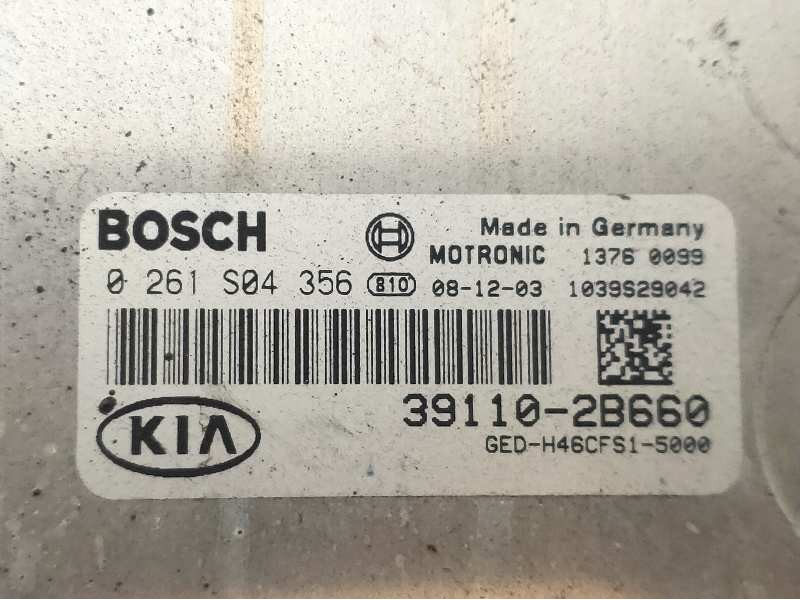 BOSCH
Made in Germany
MOTRONIC 1376 0099
0 261 S04 356 810 08-12-03 1039S29042
KIA
39110-2B660
GED-H46CFS1-5000